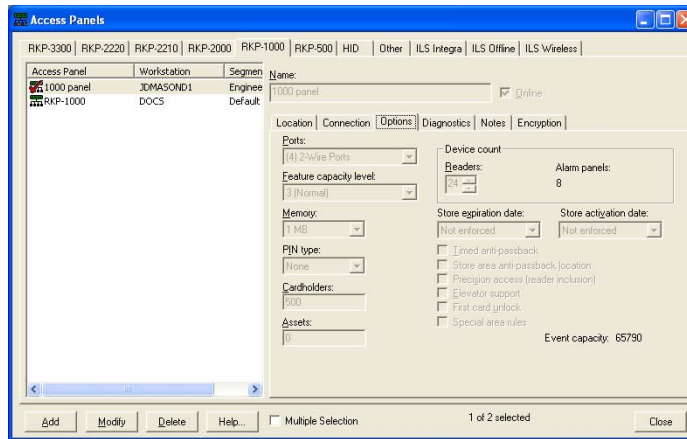 Access Panels
RKP-3300 RKP-2220 RKP-2210 RKP-2000 RKP-1000 RKP-500 HID Other ILS Integra ILS Offline ILS Wireless
Access Panel Workstation Segmen
1000 panel JDMASOND1 Enginee
RKP-1000 DOCS Default
Name:
1000 panel Online
Location Connection Options Diagnostics Notes Encryption
Ports:
(4) 2-Wire Ports
Feature capacity level:
3 (Normal)
Memory:
1 MB
PIN type:
None
Cardholders:
500
Assets:
0
Device count
Readers: Alarm panels:
24 8
Store expiration date: Store activation date:
Not enforced Not enforced
Timed anti-passback
Store area anti-passback location
Precision access (reader inclusion)
Elevator support
First card unlock
Special area rules
Event capacity: 65790
Add Modify Delete Help... Multiple Selection 1 of 2 selected Close